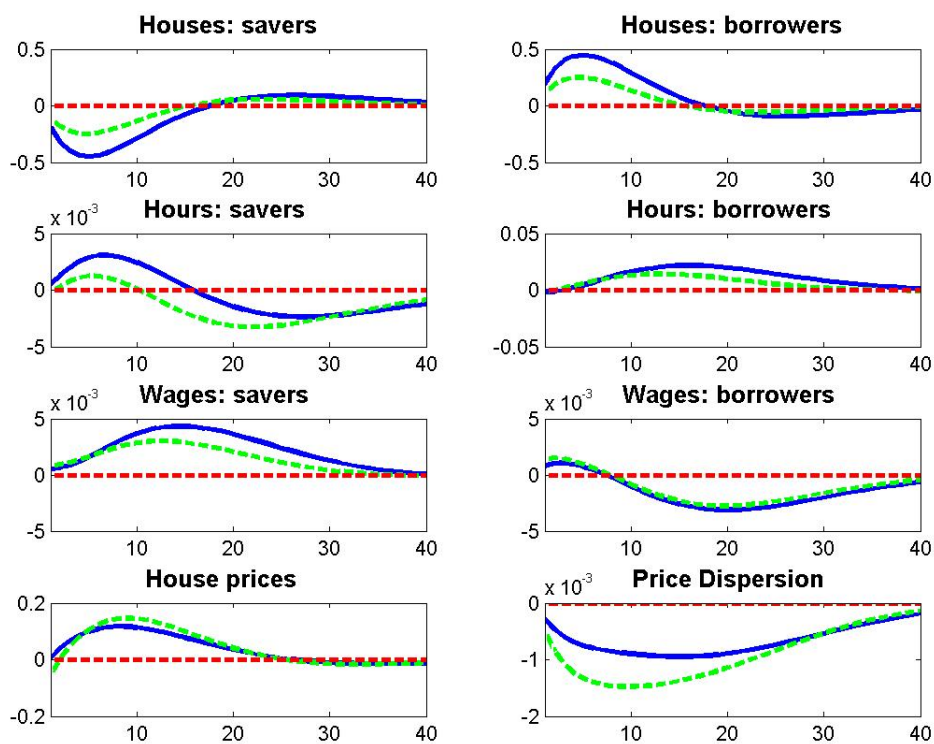 Houses: savers
0.5
0
-0.5
10 20 30 40
Houses: borrowers
0.5
0
-0.5
10 20 30 40
Hours: savers
x 10^-3
5
0
-5
10 20 30 40
Hours: borrowers
0.05
0
-0.05
10 20 30 40
Wages: savers
x 10^-3
5
0
-5
10 20 30 40
Wages: borrowers
x 10^-3
5
0
-5
10 20 30 40
House prices
0.2
0
-0.2
10 20 30 40
Price Dispersion
x 10^-3
0
-1
-2
10 20 30 40